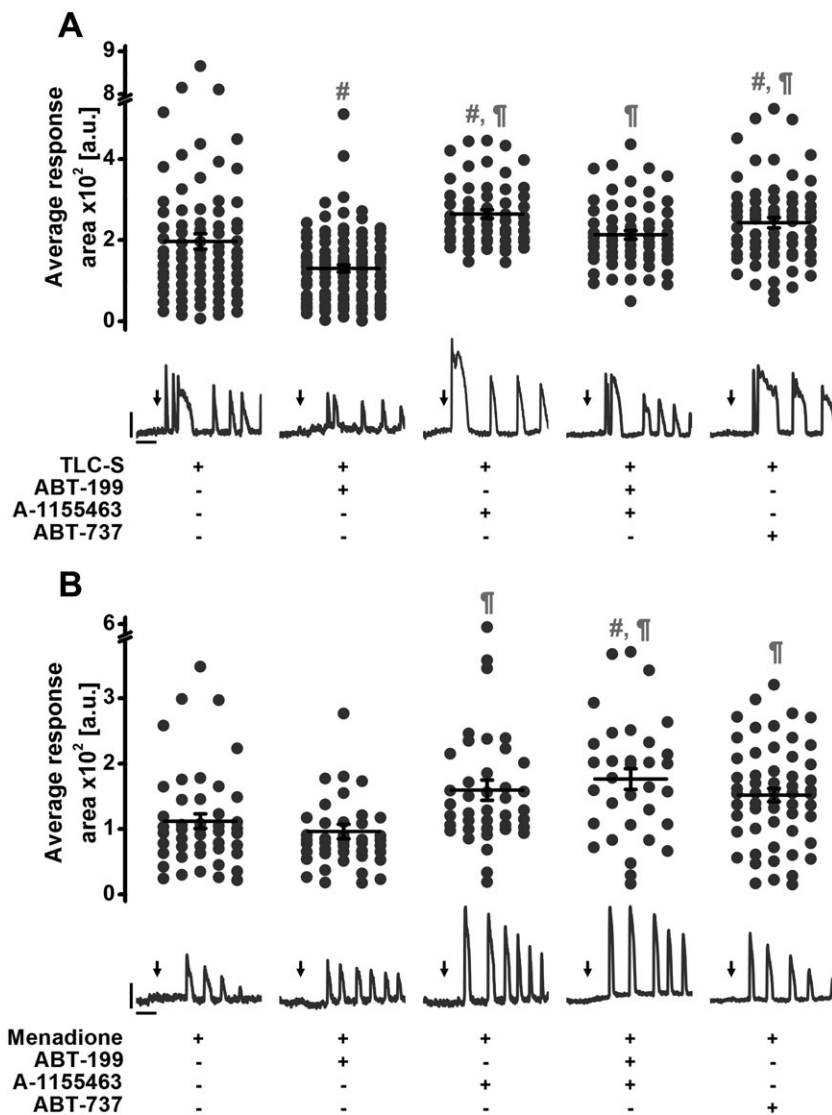 A
Average response
area x10² [a.u.]
9
8
4
2
0
#
#, ¶
¶
#, ¶
TLC-S + + + + +
ABT-199 - + - + -
A-1155463 - - + + -
ABT-737 - - - - +
B
Average response
area x10² [a.u.]
6
3
2
1
0
¶
#, ¶
¶
Menadione + + + + +
ABT-199 - + - + -
A-1155463 - - + + -
ABT-737 - - - - +